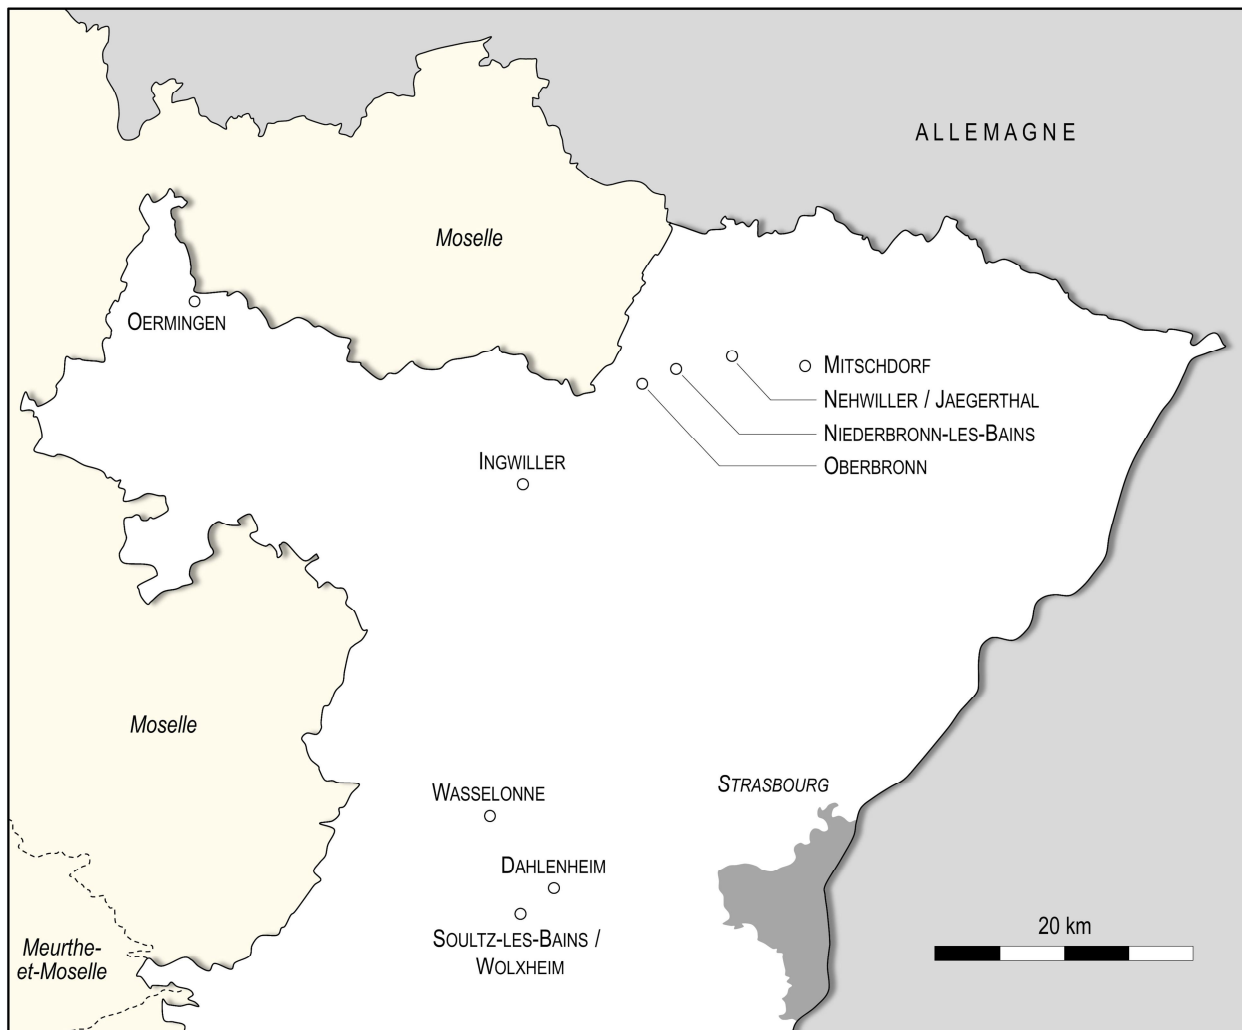 ALLEMAGNE
Moselle
OERMINGEN
MITSCHDORF
NEHWILLER / JAEGERTHAL
NIEDERBRONN-LES-BAINS
OBERBRONN
INGWILLER
Moselle
STRASBOURG
WASSELONNE
DAHLENHEIM
20 km
SOULTZ-LES-BAINS /
WOLXHEIM
Meurthe-
et-Moselle